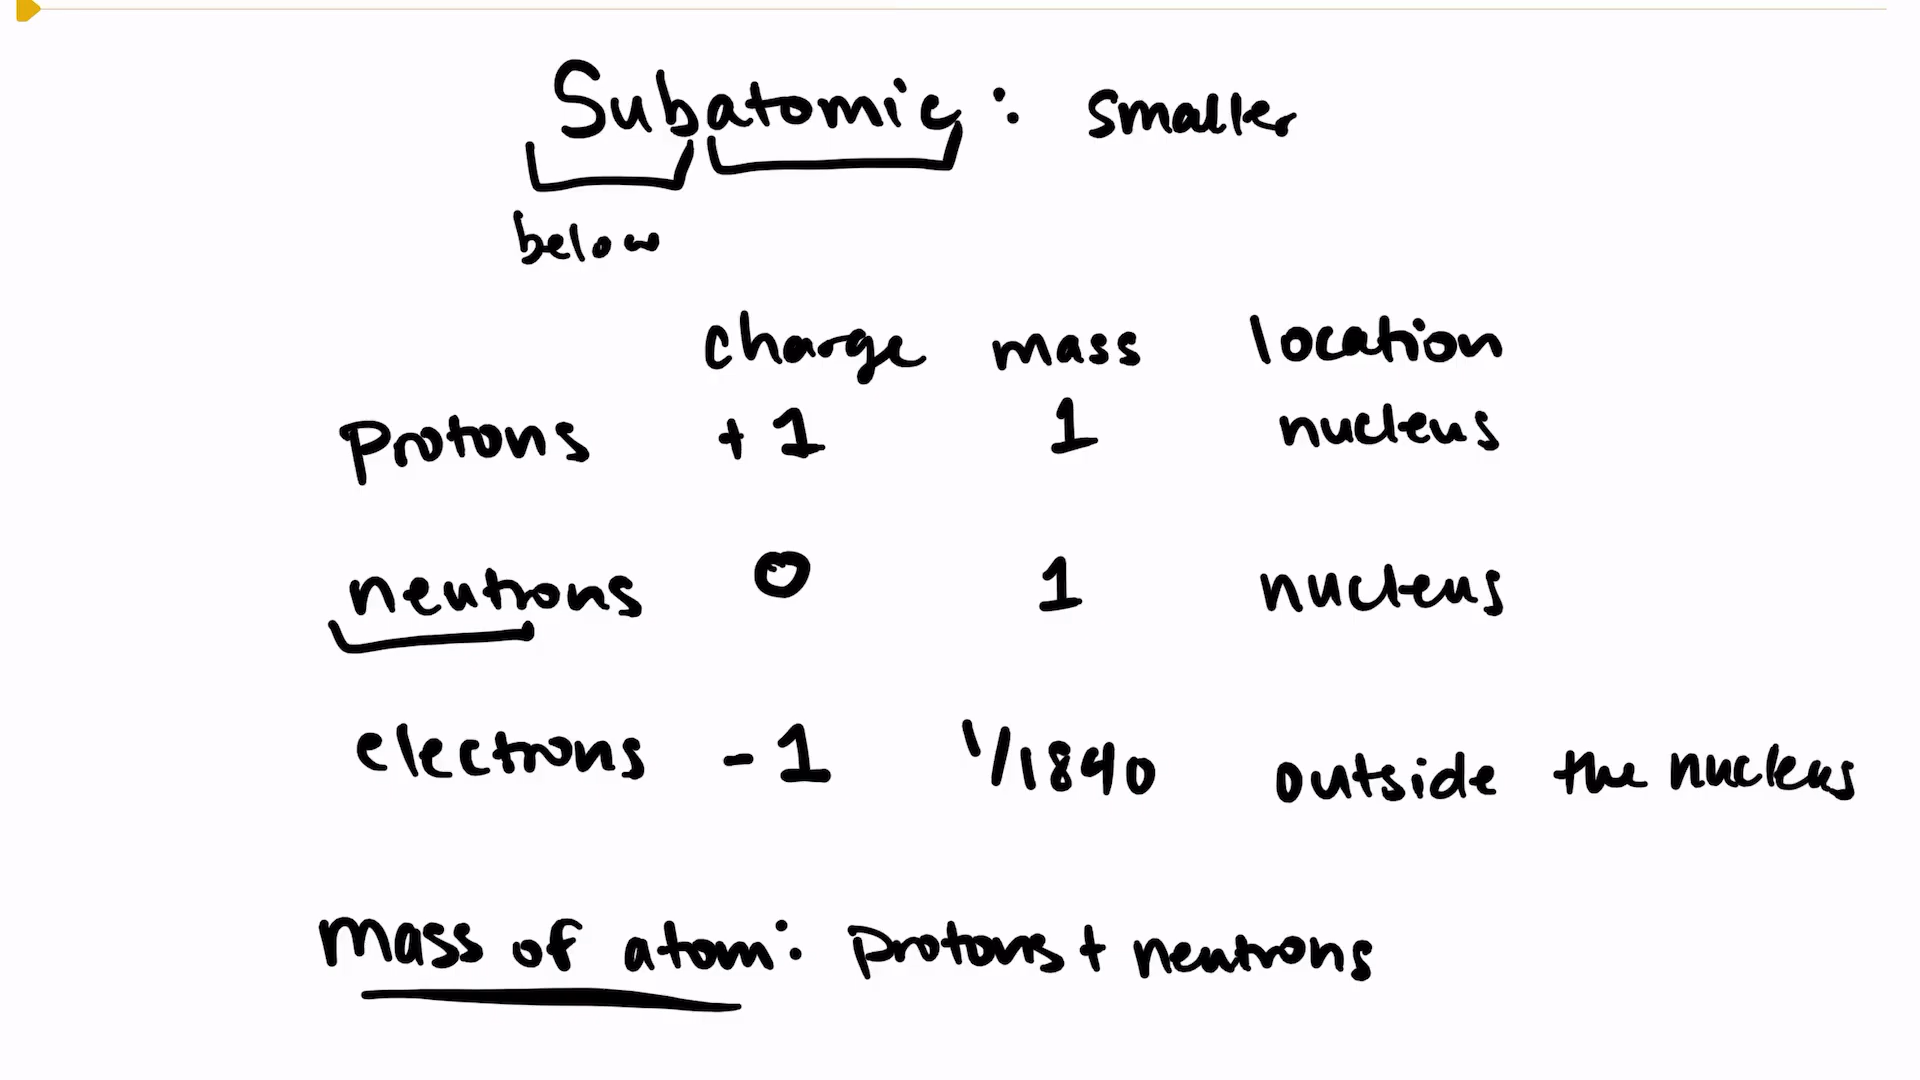 Subatomic: smaller
below
charge mass location
protons +1 1 nucleus
neutrons 0 1 nucleus
electrons -1 1/1840 outside the nucleus
mass of atom: protons + neutrons